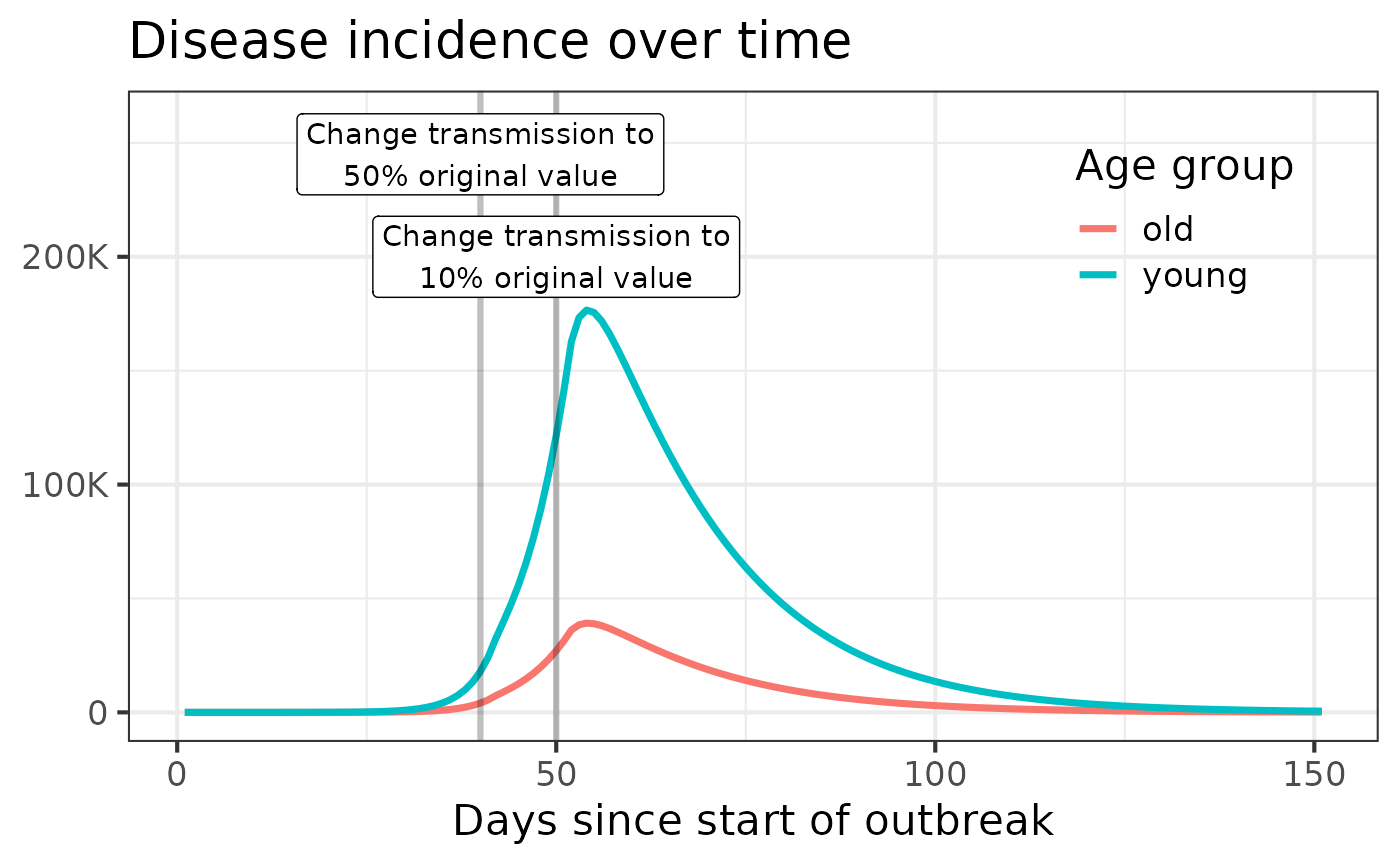 Disease incidence over time
Change transmission to
50% original value
Change transmission to
10% original value
Age group
old
young
200K
100K
0
0
50
100
150
Days since start of outbreak